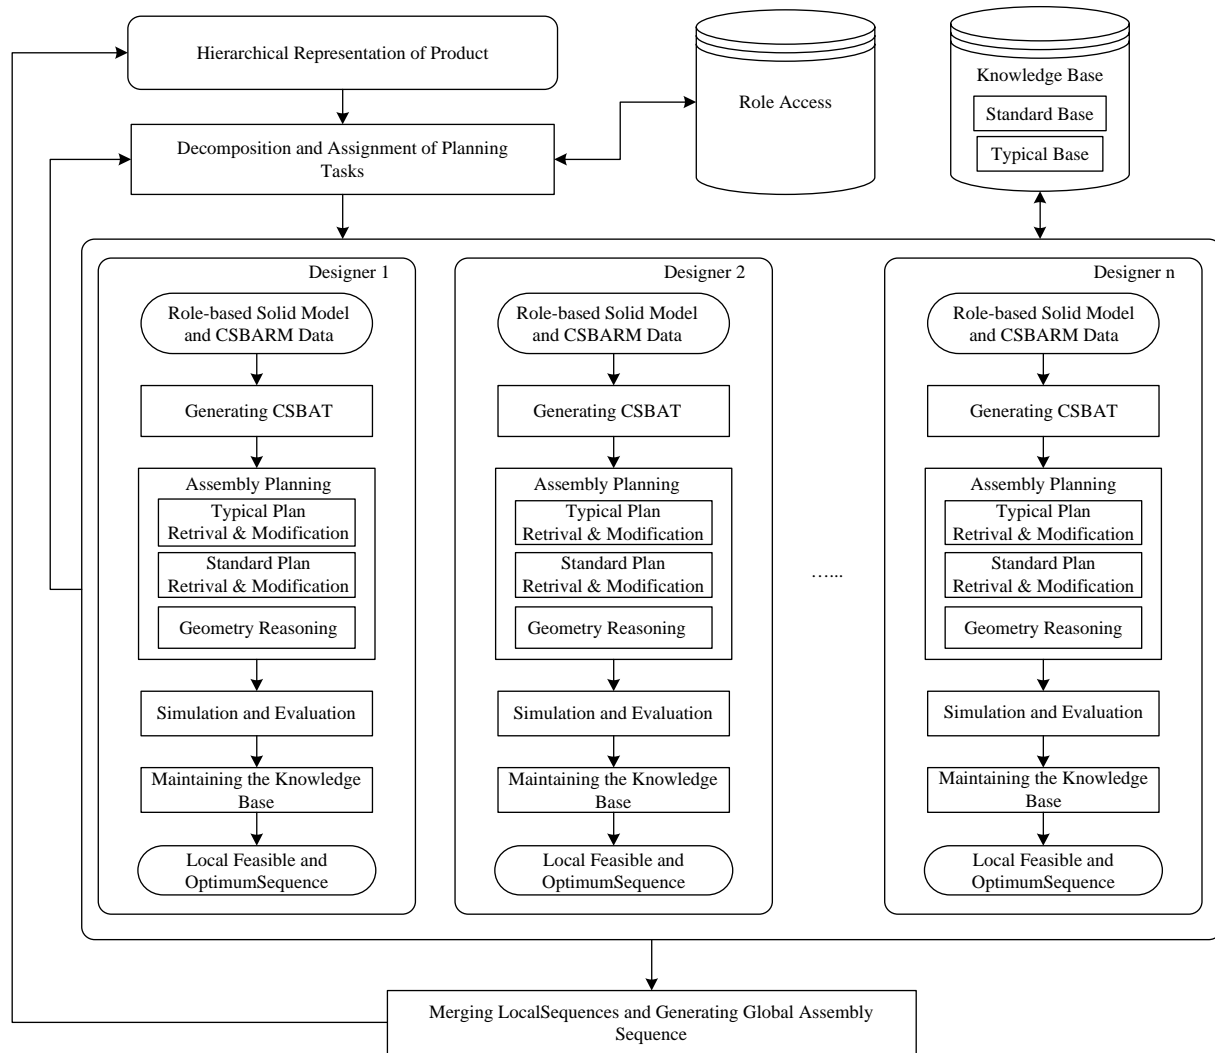 Hierarchical Representation of Product
Role Access
Knowledge Base
Standard Base
Typical Base
Decomposition and Assignment of Planning
Tasks
Designer 1
Role-based Solid Model
and CSBARM Data
Generating CSBAT
Assembly Planning
Typical Plan
Retrival & Modification
Standard Plan
Retrival & Modification
Geometry Reasoning
Simulation and Evaluation
Maintaining the Knowledge
Base
Local Feasible and
OptimumSequence
Designer 2
Role-based Solid Model
and CSBARM Data
Generating CSBAT
Assembly Planning
Typical Plan
Retrival & Modification
Standard Plan
Retrival & Modification
Geometry Reasoning
Simulation and Evaluation
Maintaining the Knowledge
Base
Local Feasible and
OptimumSequence
…...
Designer n
Role-based Solid Model
and CSBARM Data
Generating CSBAT
Assembly Planning
Typical Plan
Retrival & Modification
Standard Plan
Retrival & Modification
Geometry Reasoning
Simulation and Evaluation
Maintaining the Knowledge
Base
Local Feasible and
OptimumSequence
Merging LocalSequences and Generating Global Assembly
Sequence